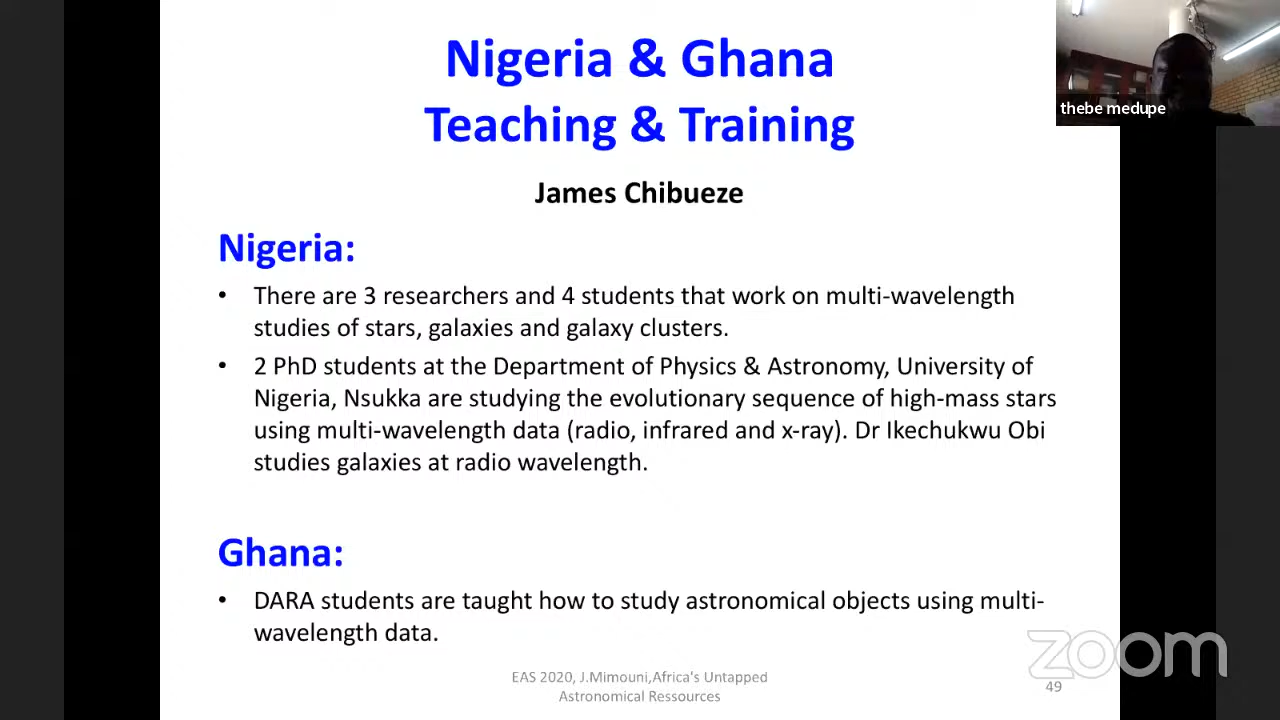 Nigeria & Ghana
Teaching & Training
thebe medupe
James Chibueze
Nigeria:
• There are 3 researchers and 4 students that work on multi-wavelength
studies of stars, galaxies and galaxy clusters.
• 2 PhD students at the Department of Physics & Astronomy, University of
Nigeria, Nsukka are studying the evolutionary sequence of high-mass stars
using multi-wavelength data (radio, infrared and x-ray). Dr Ikechukwu Obi
studies galaxies at radio wavelength.
Ghana:
• DARA students are taught how to study astronomical objects using multi-
wavelength data.
zoom
EAS 2020, J.Mimouni,Africa's Untapped
Astronomical Ressources
49